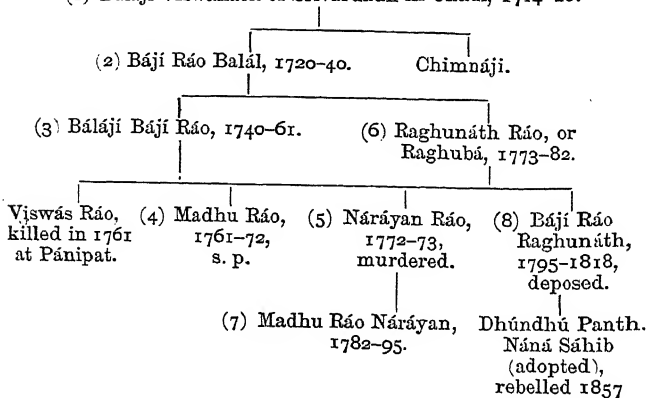 (2) Bájí Ráo Balál, 1720-40.
Chimnáji.
(3) Bálájí Bájí Ráo, 1740-61.
(6) Raghunáth Ráo, or
Raghubá, 1773-82.
Viswás Ráo,
killed in 1761
at Pánipat.
(4) Madhu Ráo,
1761-72,
s. p.
(5) Náráyan Ráo,
1772-73,
murdered.
(8) Bájí Ráo
Raghunáth,
1795-1818,
deposed.
(7) Madhu Ráo Náráyan,
1782-95.
Dhúndhú Panth.
Náná Sáhib
(adopted),
rebelled 1857